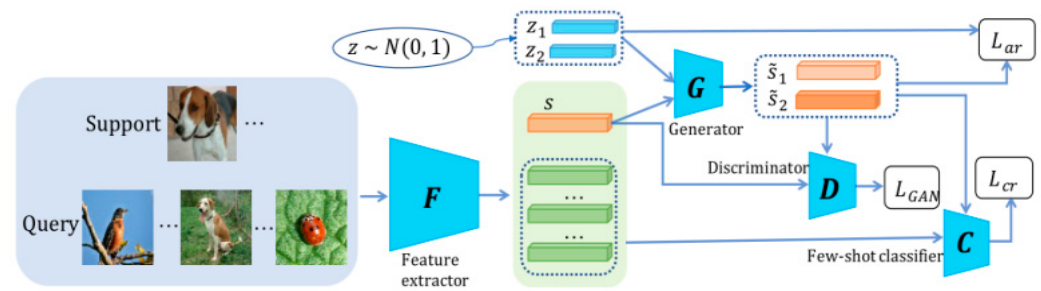 z ~ N(0, 1)
z₁
z₂
L_ar
s̃₁
s̃₂
G
Generator
s
Support
...
Discriminator
D
L_GAN
L_cr
Query
...
...
F
Feature
extractor
...
...
C
Few-shot classifier